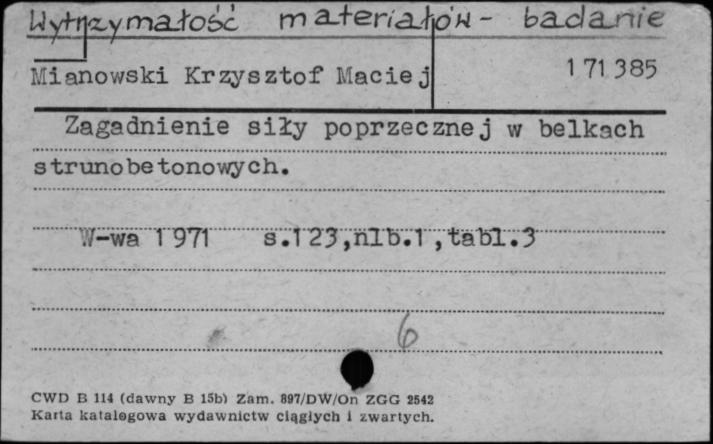 Wytrzymałość materiałów - badanie
Mianowski Krzysztof Maciej 171385
Zagadnienie siły poprzecznej w belkach
strunobetonowych.
W-wa 1971 s.123,nlb.1,tabl.3
6
CWD B 114 (dawny B 15b) Zam. 897/DW/On ZGG 2542
Karta katalogowa wydawnictw ciągłych i zwartych.